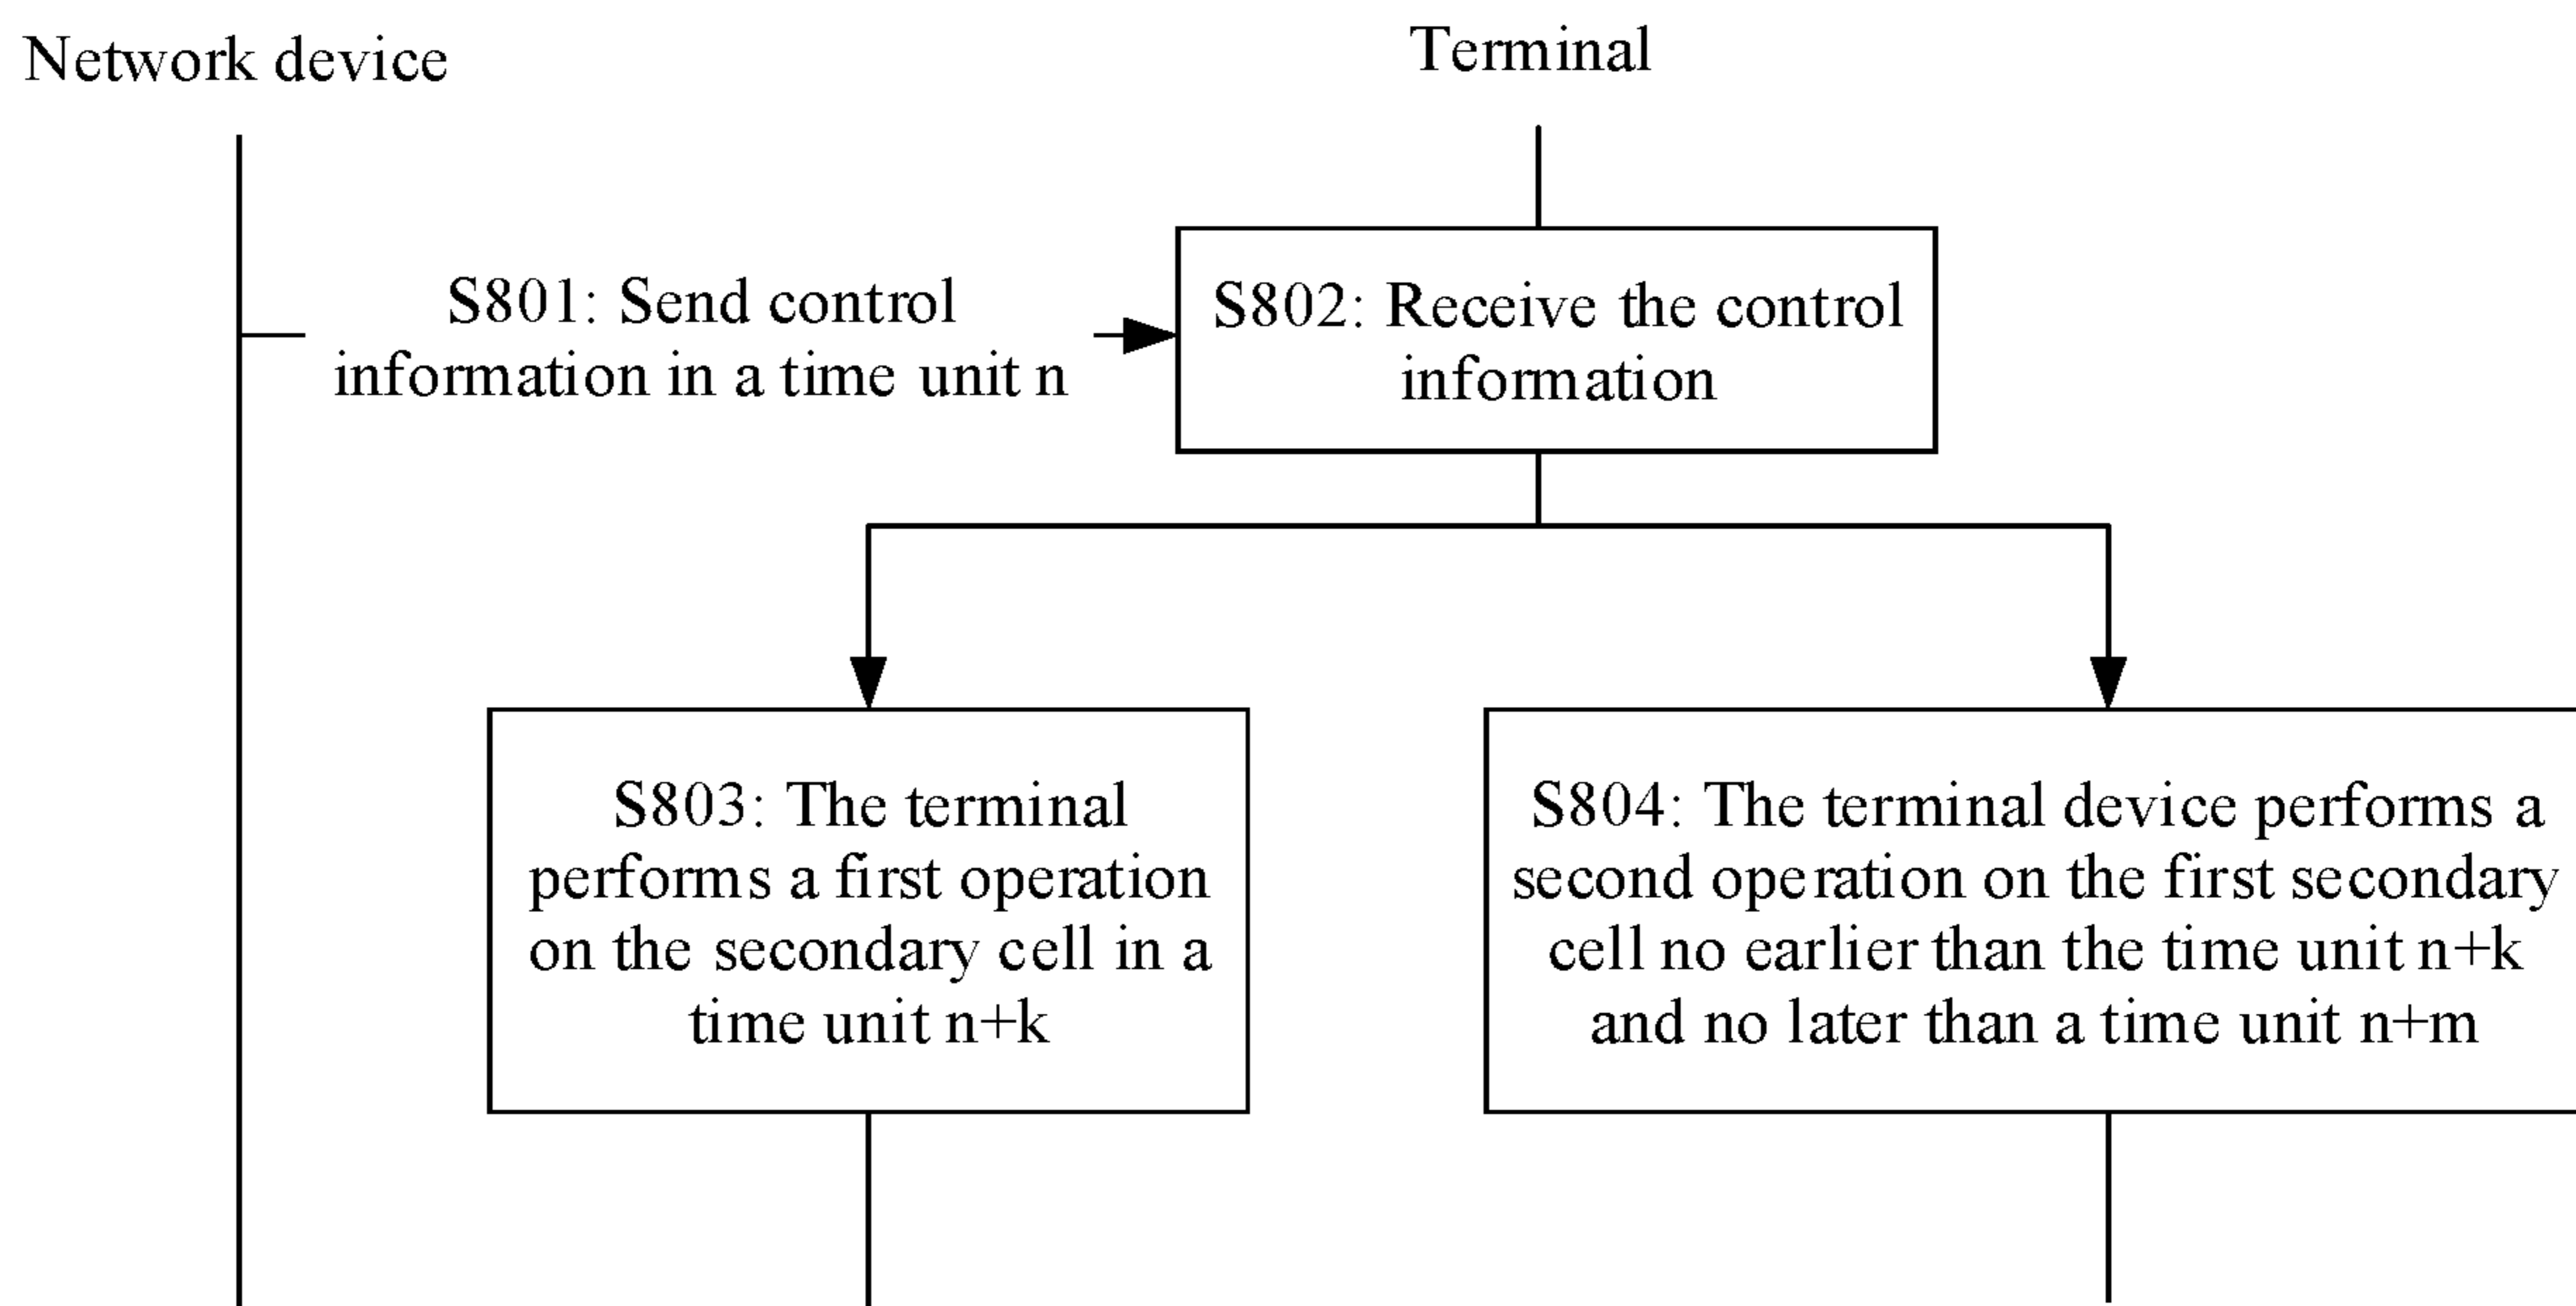 Network device
Terminal
S801: Send control
information in a time unit n
S802: Receive the control
information
S803: The terminal
performs a first operation
on the secondary cell in a
time unit n+k
S804: The terminal device performs a
second operation on the first secondary
cell no earlier than the time unit n+k
and no later than a time unit n+m